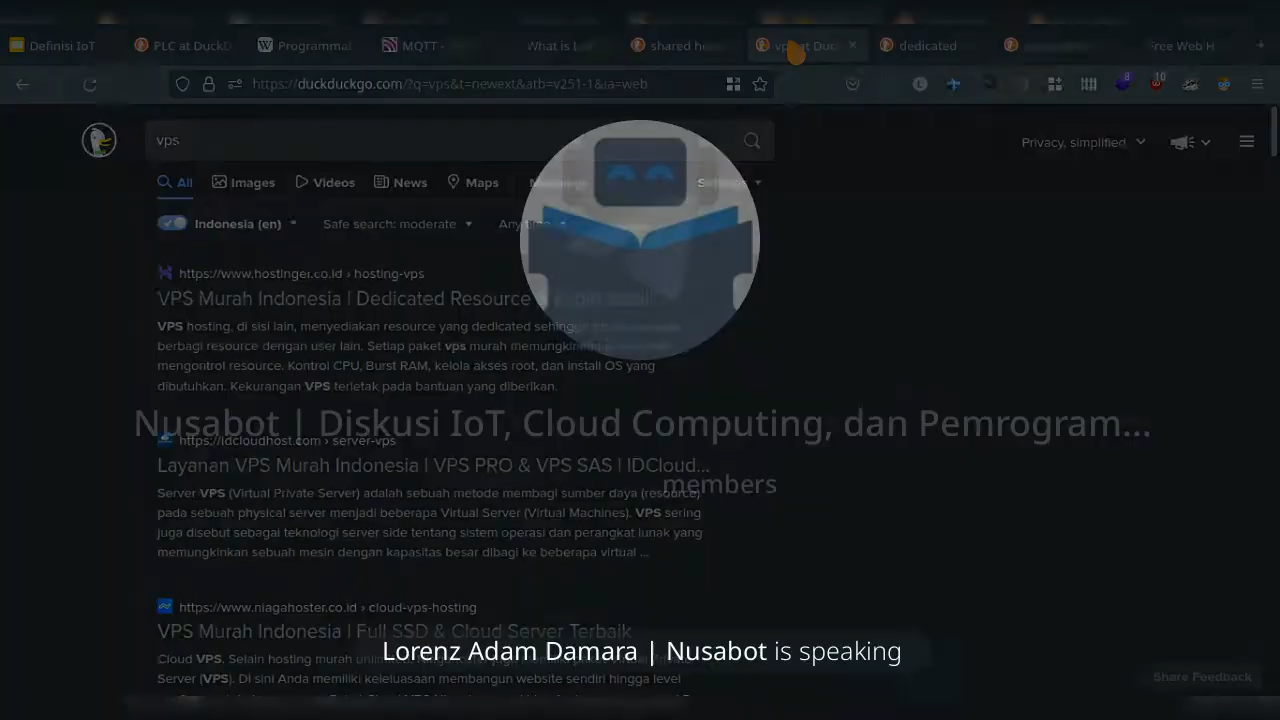 Definisi IoT
PLC at DuckD
Programmal
MQTT -
What is
shared ho
vps at Duc
dedicated
Free Web H
https://duckduckgo.com/?q=vps&t=newext&atb=v251-1&ia=web
8
10
vps
Privacy, simplified
All
Images
Videos
News
Maps
Indonesia (en)
Safe search: moderate
Any time
https://www.hostinger.co.id › hosting-vps
VPS Murah Indonesia | Dedicated Resource
VPS hosting, di sisi lain, menyediakan resource yang dedicated sehingga
berbagi resource dengan user lain. Setiap paket vps murah memungkinkan
mengontrol resource. Kontrol CPU, Burst RAM, kelola akses root, dan install OS yang
dibutuhkan. Kekurangan VPS terletak pada bantuan yang diberikan.
Nusabot | Diskusi IoT, Cloud Computing, dan Pemrogram...
https://idcloudhost.com › server-vps
Layanan VPS Murah Indonesia | VPS PRO & VPS SAS | IDCloud...
members
Server VPS (Virtual Private Server) adalah sebuah metode membagi sumber daya (resource)
pada sebuah physical server menjadi beberapa Virtual Server (Virtual Machines). VPS sering
juga disebut sebagai teknologi server side tentang sistem operasi dan perangkat lunak yang
memungkinkan sebuah mesin dengan kapasitas besar dibagi ke beberapa virtual ...
https://www.niagahoster.co.id › cloud-vps-hosting
VPS Murah Indonesia | Full SSD & Cloud Server Terbaik
Lorenz Adam Damara | Nusabot is speaking
Cloud VPS. Selain hosting murah
Server (VPS). Di sini Anda memiliki keleluasaan membangun website sendiri hingga level
Share Feedback